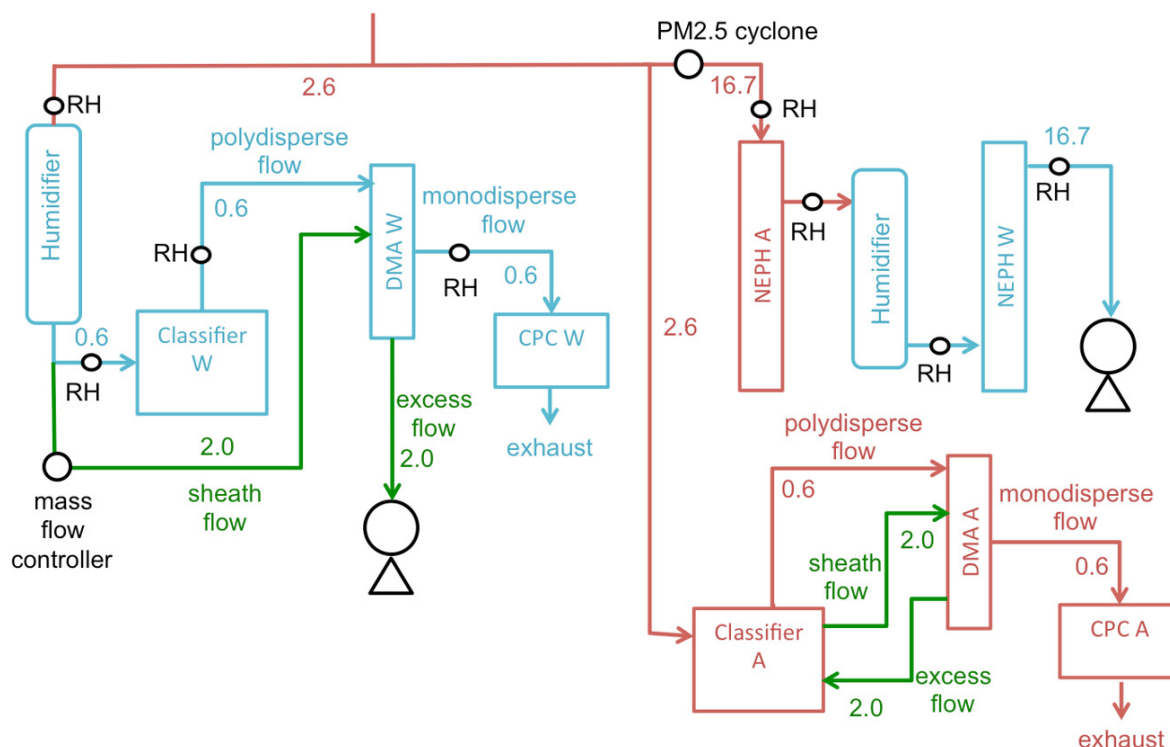 PM2.5 cyclone
2.6
16.7
RH
RH
Humidifier
polydisperse
flow
0.6
RH
DMA W
monodisperse
flow
RH
0.6
0.6
RH
Classifier
W
CPC W
exhaust
excess
flow
2.0
2.0
sheath
flow
mass
flow
controller
2.6
NEPH A
RH
Humidifier
RH
NEPH W
16.7
RH
polydisperse
flow
0.6
DMA A
monodisperse
flow
0.6
sheath
flow
2.0
Classifier
A
excess
flow
2.0
CPC A
exhaust